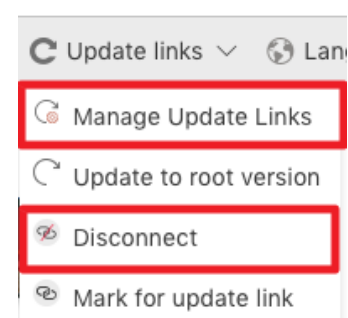 Update links Lan
Manage Update Links
Update to root version
Disconnect
Mark for update link